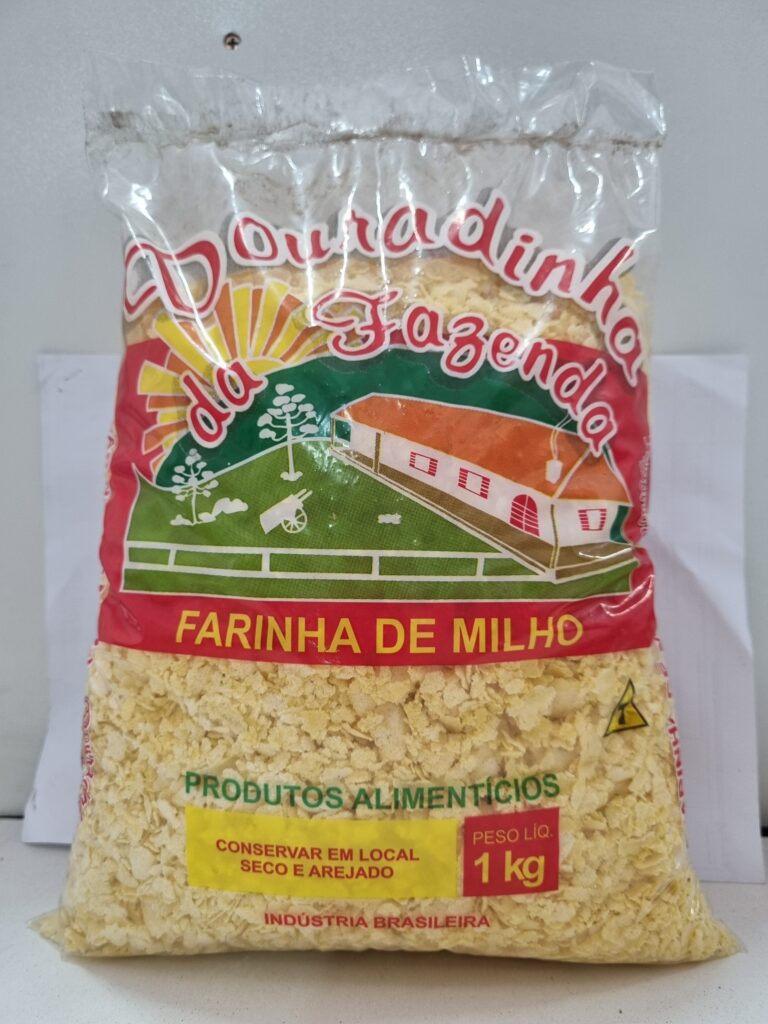 Douradinha
da Fazenda
FARINHA DE MILHO
T
PRODUTOS ALIMENTÍCIOS
CONSERVAR EM LOCAL
SECO E AREJADO
PESO LÍQ.
1 kg
INDÚSTRIA BRASILEIRA